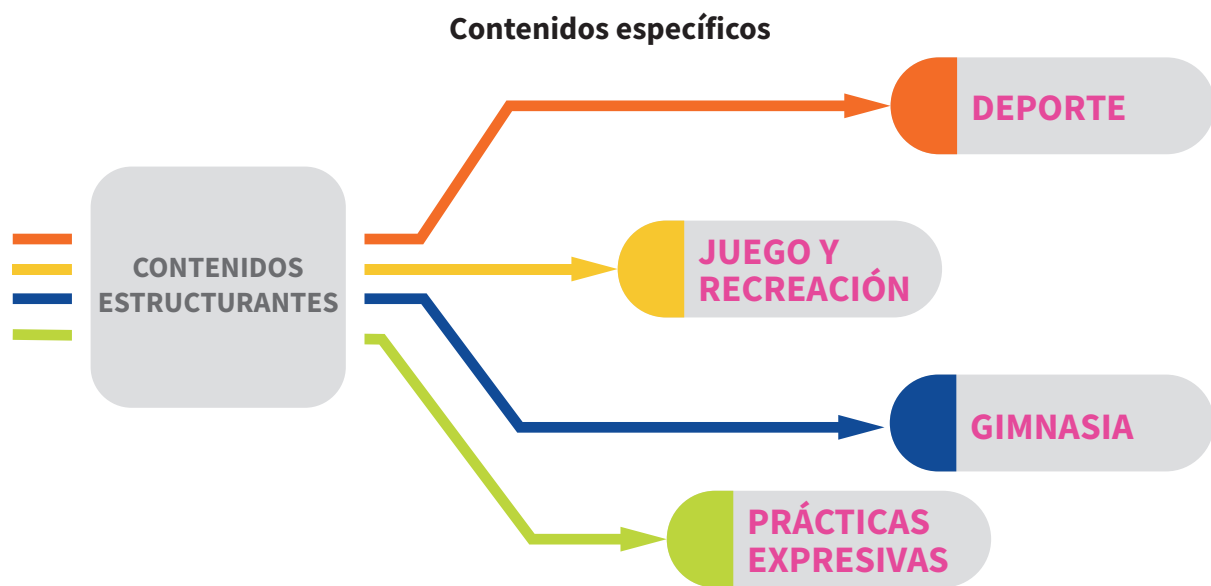 Contenidos específicos
DEPORTE
CONTENIDOS
ESTRUCTURANTES
JUEGO Y
RECREACIÓN
GIMNASIA
PRÁCTICAS
EXPRESIVAS